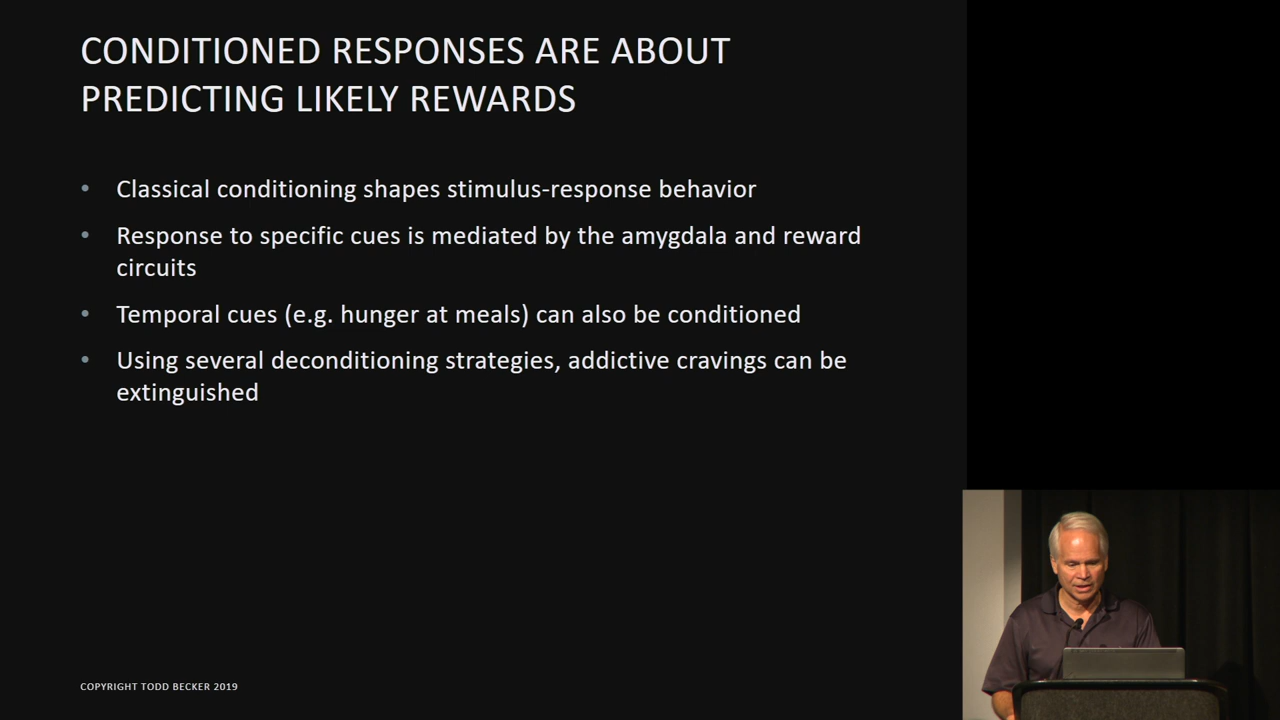 CONDITIONED RESPONSES ARE ABOUT
PREDICTING LIKELY REWARDS
• Classical conditioning shapes stimulus-response behavior
• Response to specific cues is mediated by the amygdala and reward
circuits
• Temporal cues (e.g. hunger at meals) can also be conditioned
• Using several deconditioning strategies, addictive cravings can be
extinguished
COPYRIGHT TODD BECKER 2019